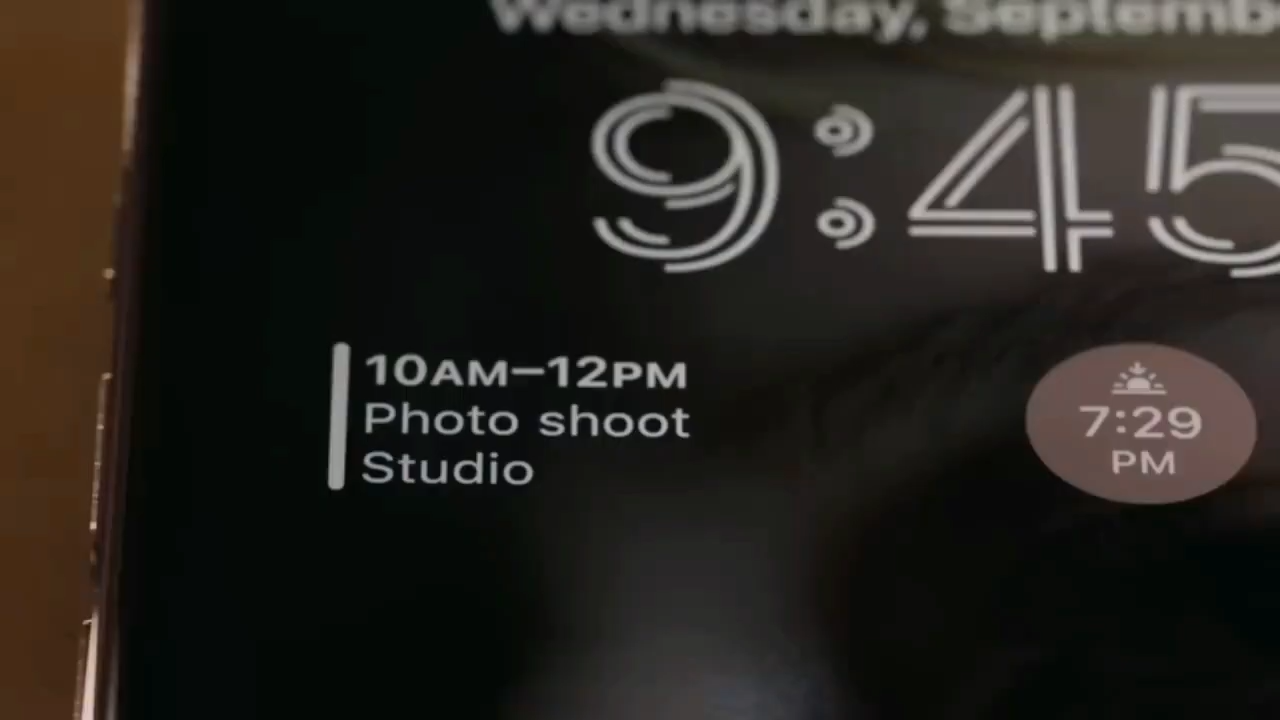 Wednesday, Septemb
9:45
10AM–12PM
Photo shoot
Studio
7:29
PM